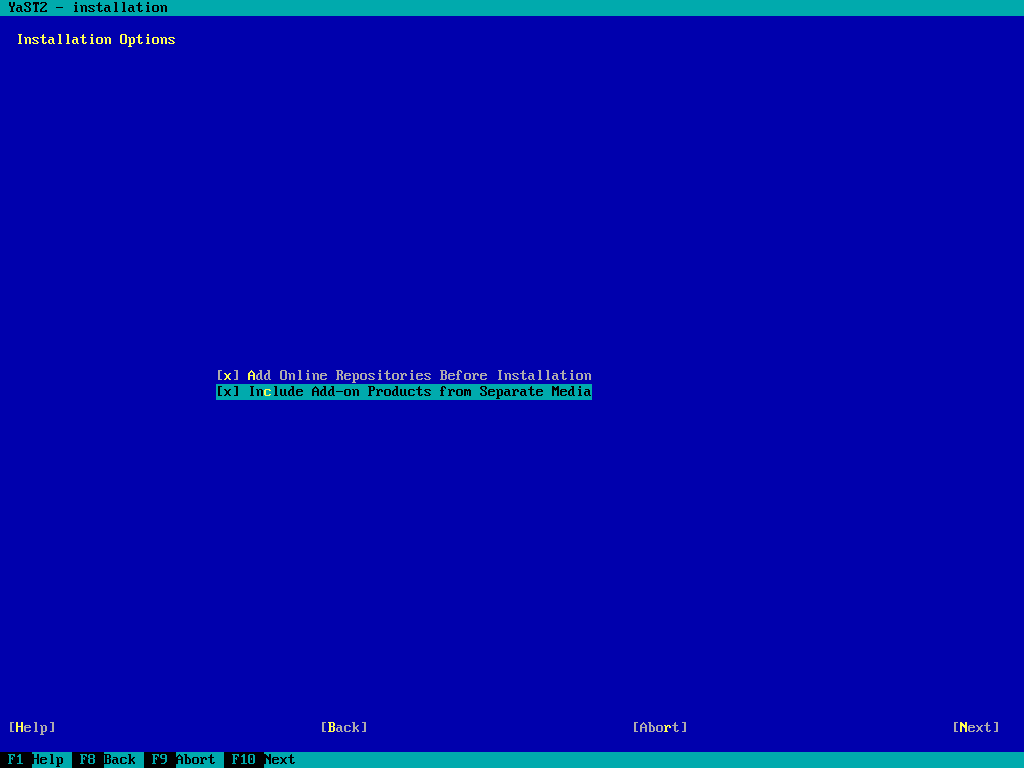 YaST2 - installation
Installation Options
[x] Add Online Repositories Before Installation
[x] Include Add-on Products from Separate Media
[Help] [Back] [Abort] [Next]
F1 Help F8 Back F9 Abort F10 Next